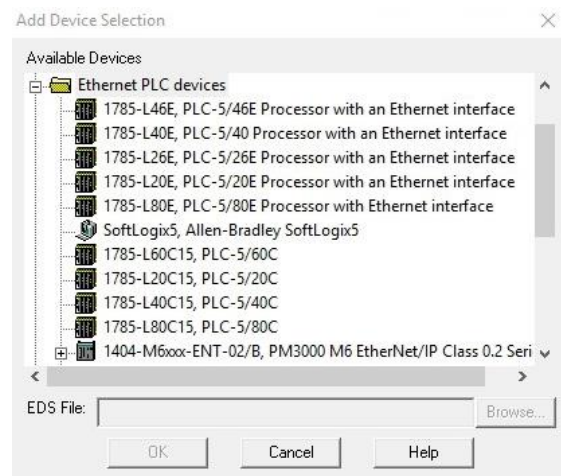 Add Device Selection
Available Devices
Ethernet PLC devices
1785-L46E, PLC-5/46E Processor with an Ethernet interface
1785-L40E, PLC-5/40 Processor with an Ethernet interface
1785-L26E, PLC-5/26E Processor with an Ethernet interface
1785-L20E, PLC-5/20E Processor with an Ethernet interface
1785-L80E, PLC-5/80E Processor with Ethernet interface
SoftLogix5, Allen-Bradley SoftLogix5
1785-L60C15, PLC-5/60C
1785-L20C15, PLC-5/20C
1785-L40C15, PLC-5/40C
1785-L80C15, PLC-5/80C
1404-M6xxx-ENT-02/B, PM3000 M6 EtherNet/IP Class 0.2 Seri
EDS File: Browse...
OK Cancel Help